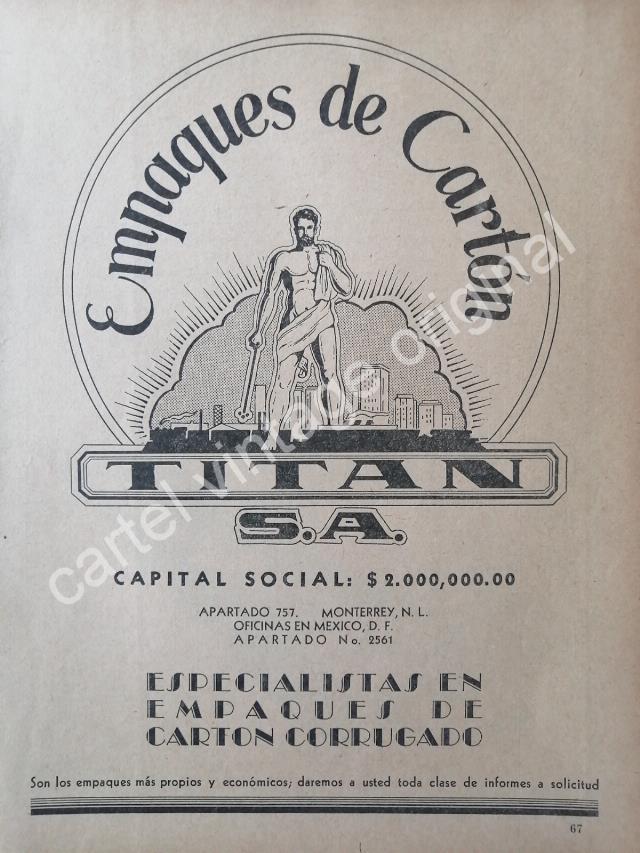 Empaques de Cartón
TITAN
S.A.
CAPITAL SOCIAL: $2.000,000.00
APARTADO 757. MONTERREY, N. L.
OFICINAS EN MEXICO, D. F.
APARTADO No. 2561
ESPECIALISTAS EN
EMPAQUES DE
CARTON CORRUGADO
Son los empaques más propios y económicos; daremos a usted toda clase de informes a solicitud
67
cartel vintage original